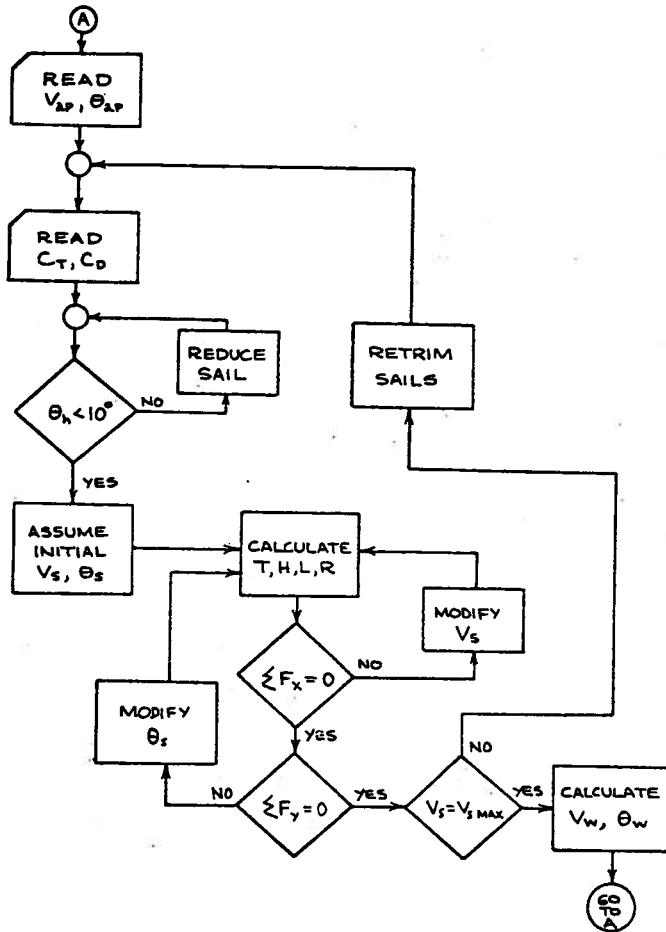 A
READ
V_ap, θ_ap
READ
C_T, C_D
REDUCE
SAIL
RETRIM
SAILS
θ_h < 10°
NO
YES
ASSUME
INITIAL
V_S, θ_S
CALCULATE
T, H, L, R
MODIFY
V_S
ΣF_X = 0
NO
MODIFY
θ_S
YES
NO
NO
ΣF_Y = 0
YES
V_S = V_S MAX
YES
CALCULATE
V_W, θ_W
GO
TO
A